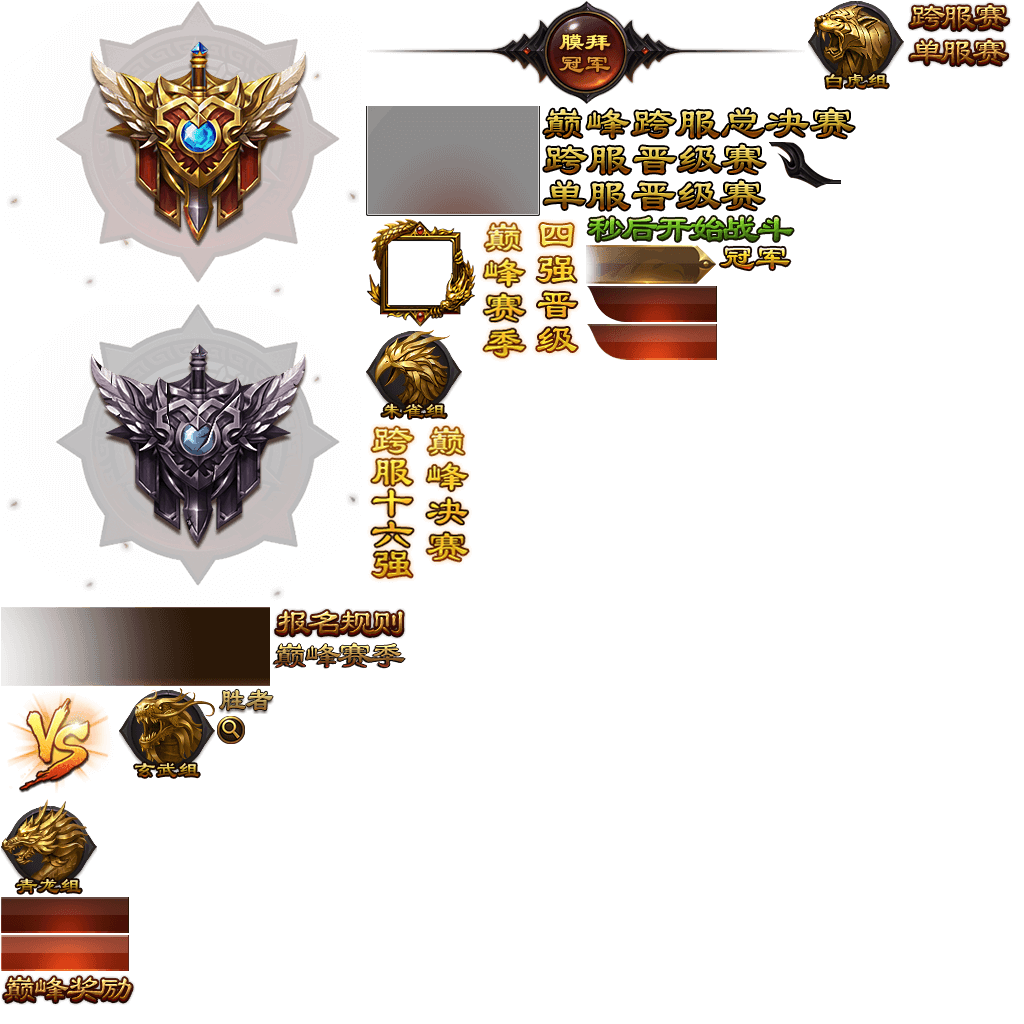 膜拜
冠军
白虎组
跨服赛
单服赛
巅峰跨服总决赛
跨服晋级赛
单服晋级赛
秒后开始战斗
冠军
巅峰赛季
四强晋级
朱雀组
跨服十六强
巅峰决赛
报名规则
巅峰赛季
VS
玄武组
胜者
青龙组
巅峰奖励